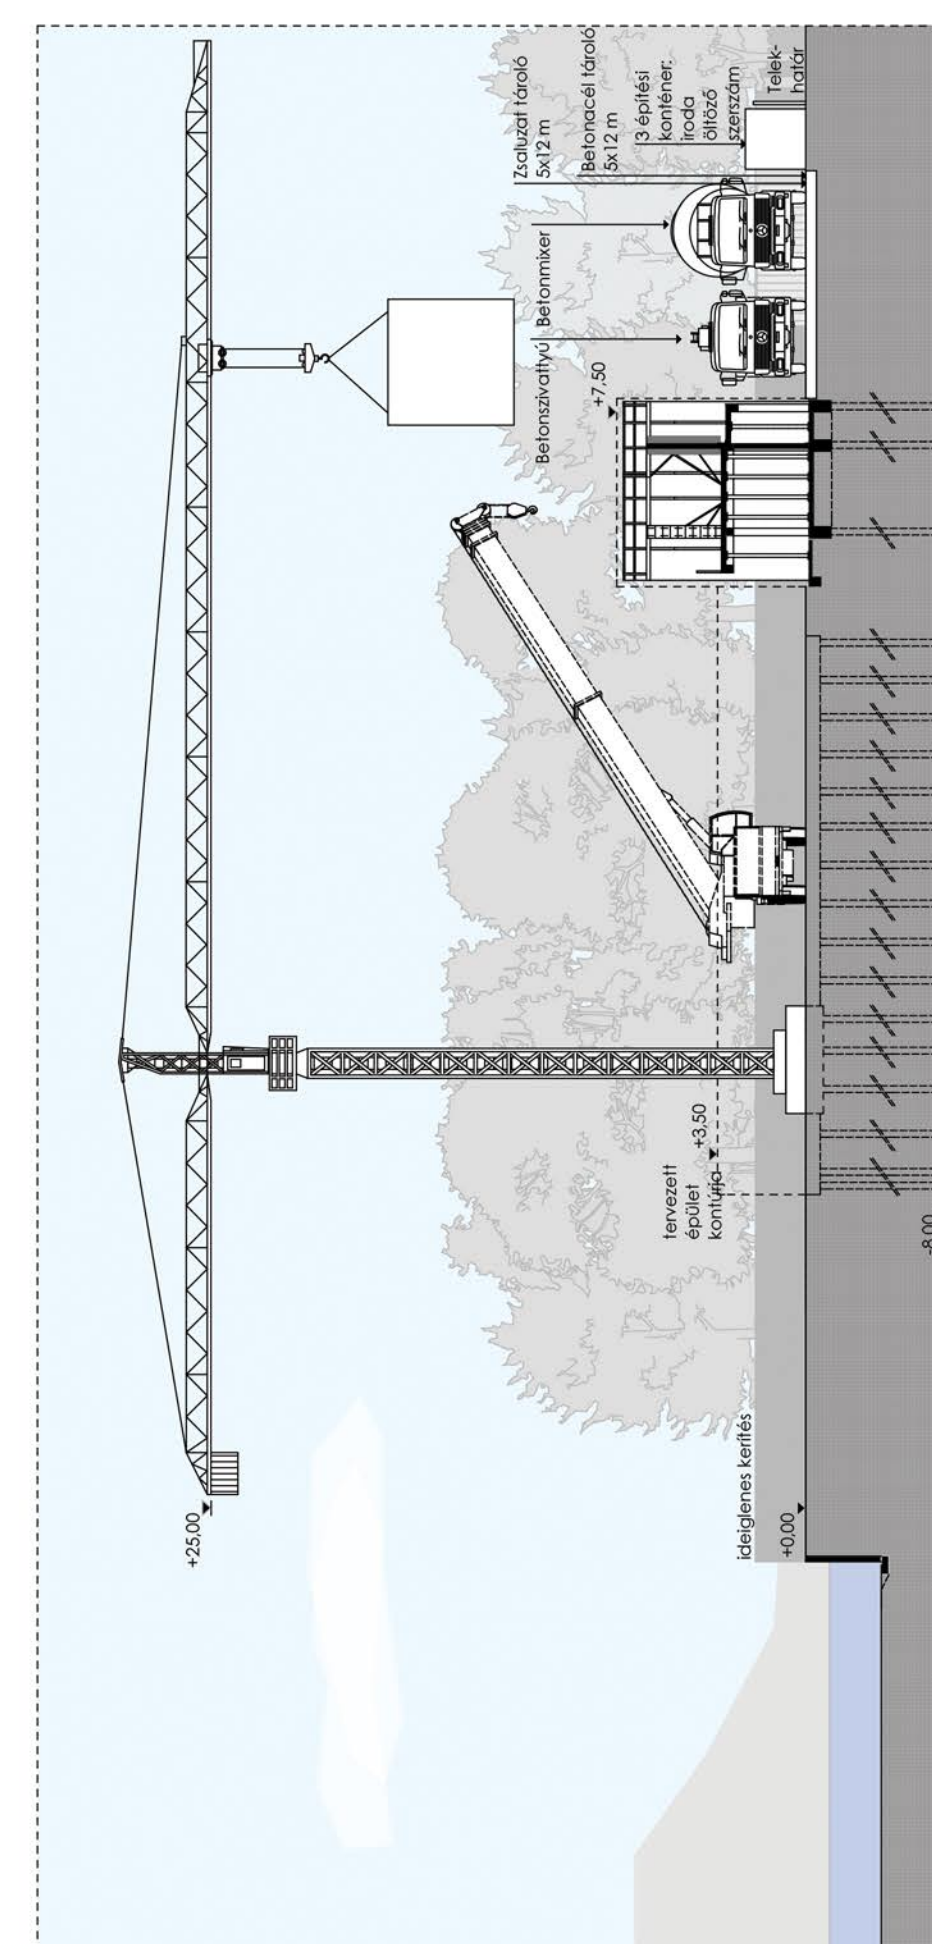 +25,00
Zsaluzat tároló
5x12 m
Betonacél tároló
5x12 m
3 építési
konténer:
iroda
öltöző
szerszám
Telek-
határ
Betonszivattyú
Betonmixer
+7,50
tervezett
épület
kontúrja
+3,50
ideiglenes kerítés
+0,00
-8,00